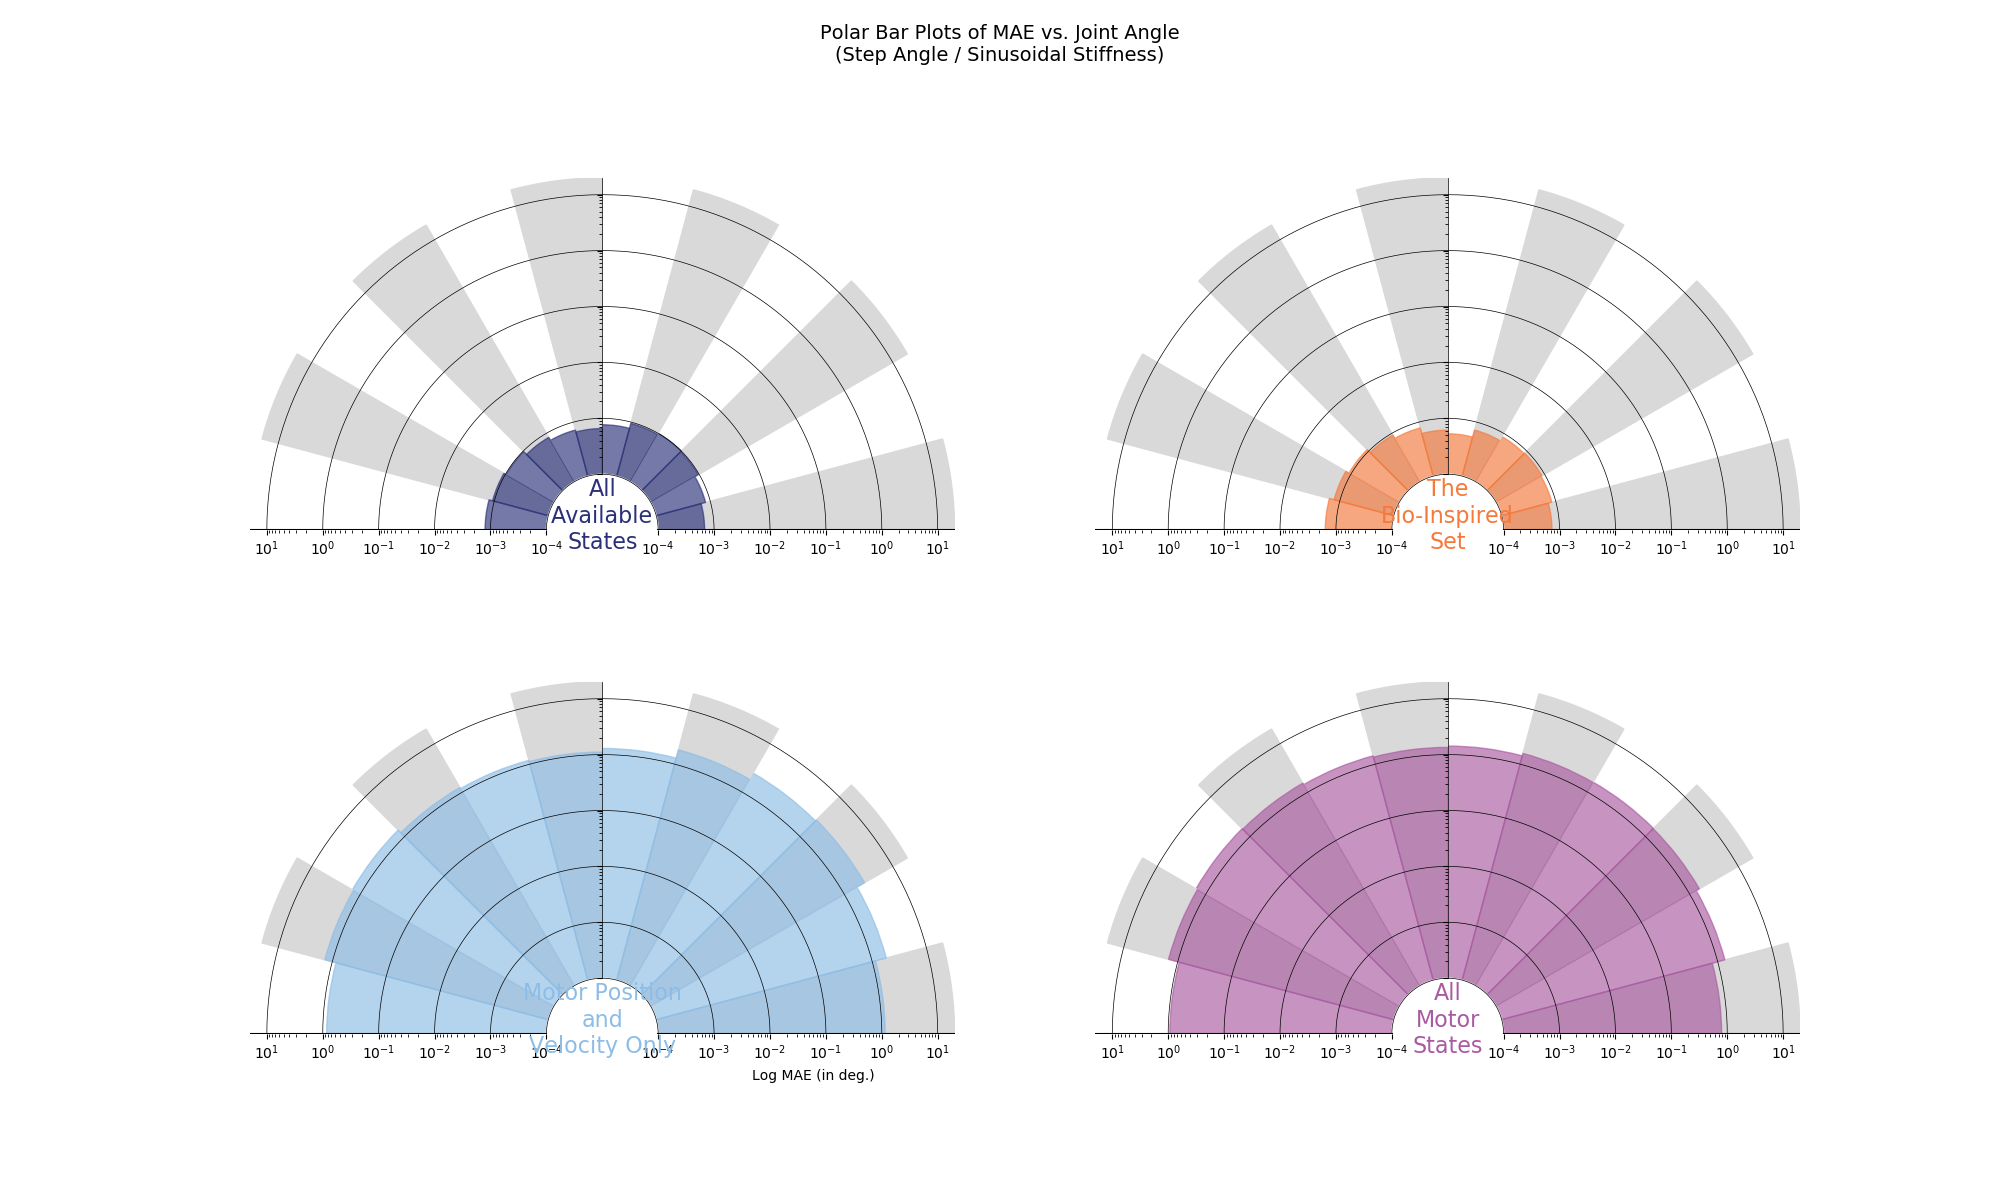 Polar Bar Plots of MAE vs. Joint Angle
(Step Angle / Sinusoidal Stiffness)
All
Available
States
10¹ 10⁰ 10⁻¹ 10⁻² 10⁻³ 10⁻⁴ 10⁻⁴ 10⁻³ 10⁻² 10⁻¹ 10⁰ 10¹
The
Bio-Inspired
Set
10¹ 10⁰ 10⁻¹ 10⁻² 10⁻³ 10⁻⁴ 10⁻⁴ 10⁻³ 10⁻² 10⁻¹ 10⁰ 10¹
Motor Position
and
Velocity Only
10¹ 10⁰ 10⁻¹ 10⁻² 10⁻³ 10⁻⁴ 10⁻⁴ 10⁻³ 10⁻² 10⁻¹ 10⁰ 10¹
Log MAE (in deg.)
All
Motor
States
10¹ 10⁰ 10⁻¹ 10⁻² 10⁻³ 10⁻⁴ 10⁻⁴ 10⁻³ 10⁻² 10⁻¹ 10⁰ 10¹